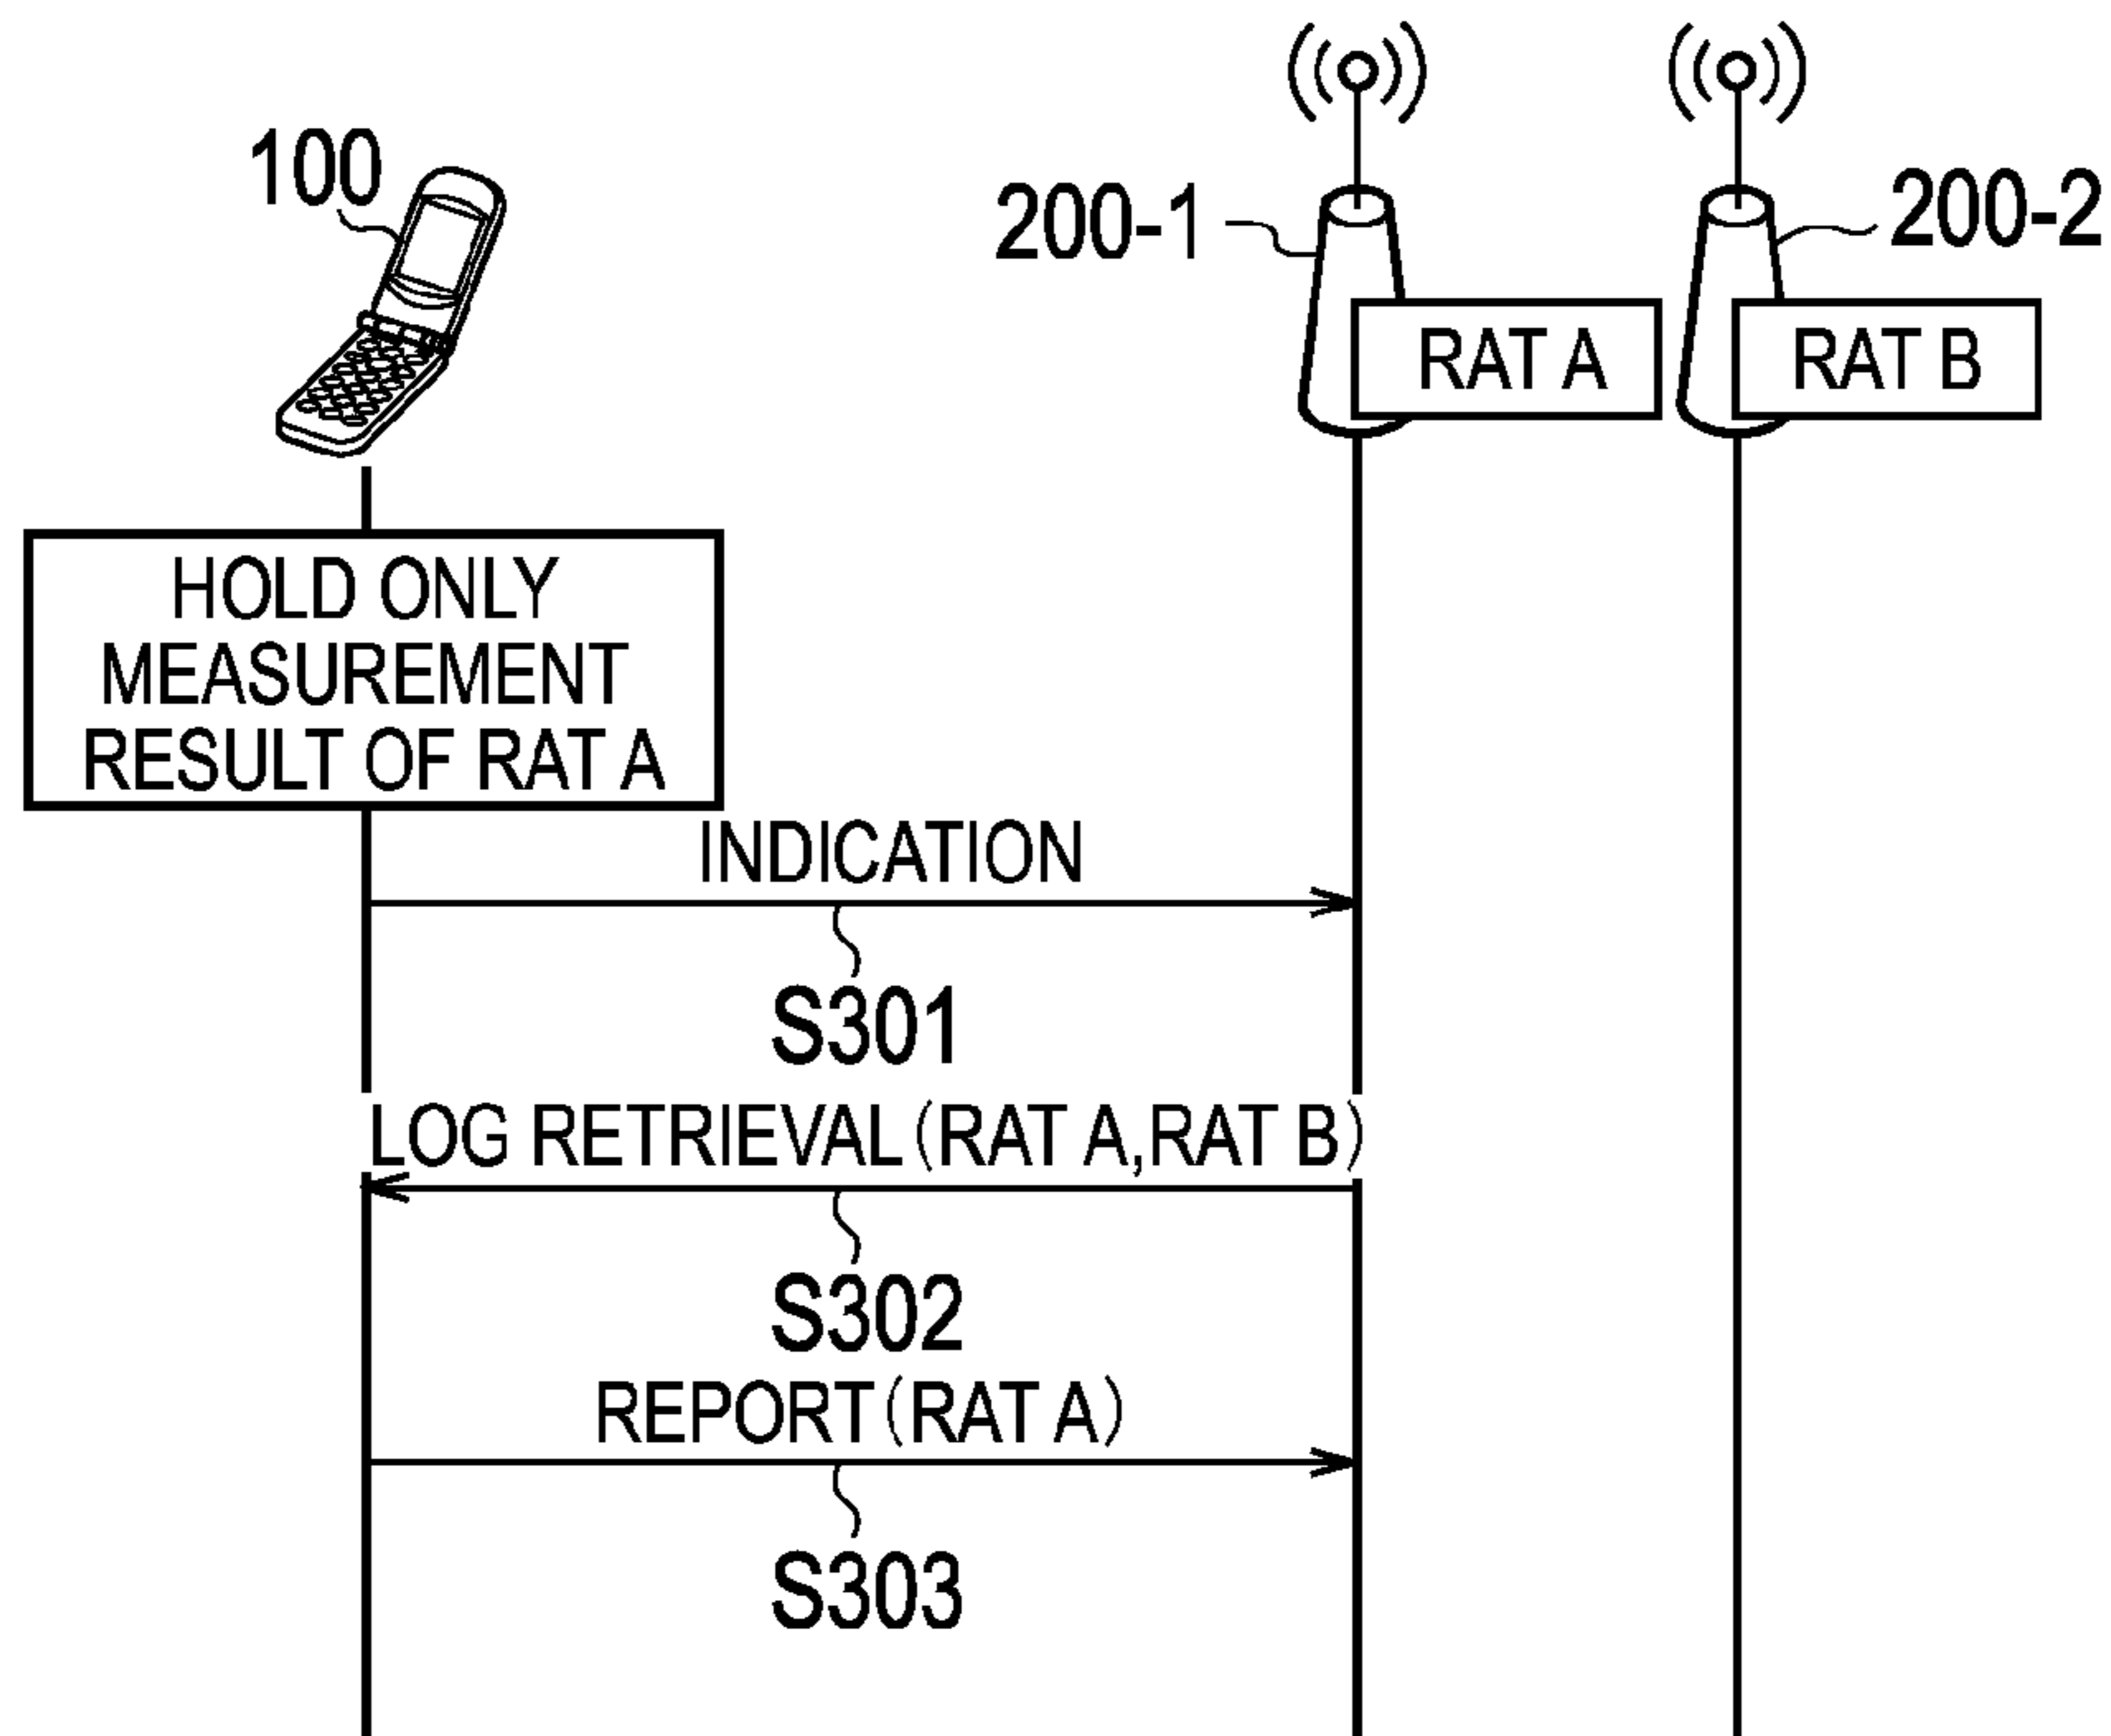 100
200-1
200-2
RAT A
RAT B
HOLD ONLY
MEASUREMENT
RESULT OF RAT A
INDICATION
S301
LOG RETRIEVAL(RAT A,RAT B)
S302
REPORT(RAT A)
S303